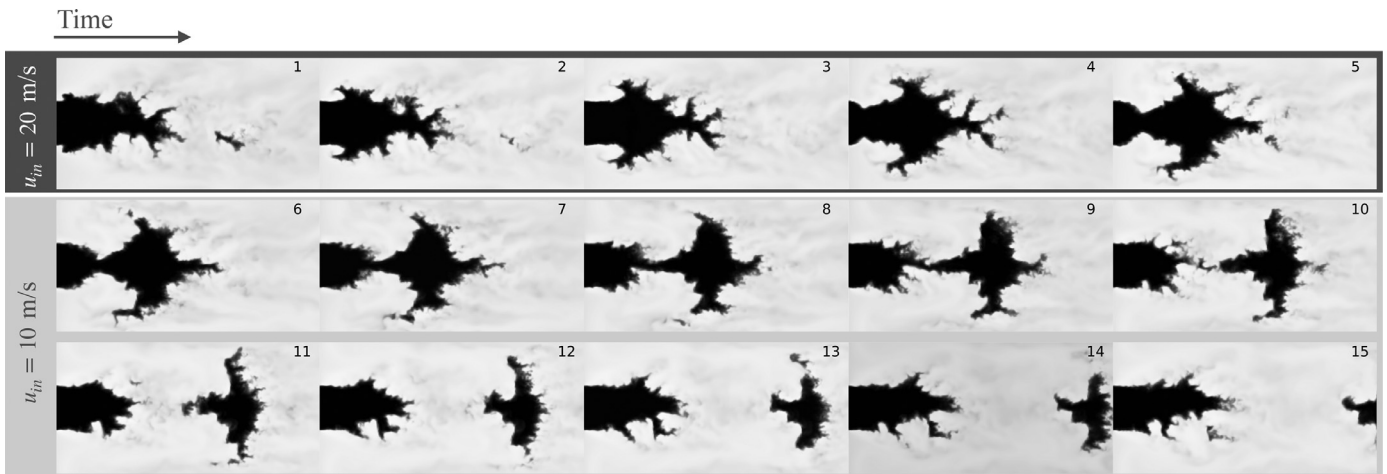 Time
u_in = 20 m/s
1 2 3 4 5
u_in = 10 m/s
6 7 8 9 10
11 12 13 14 15